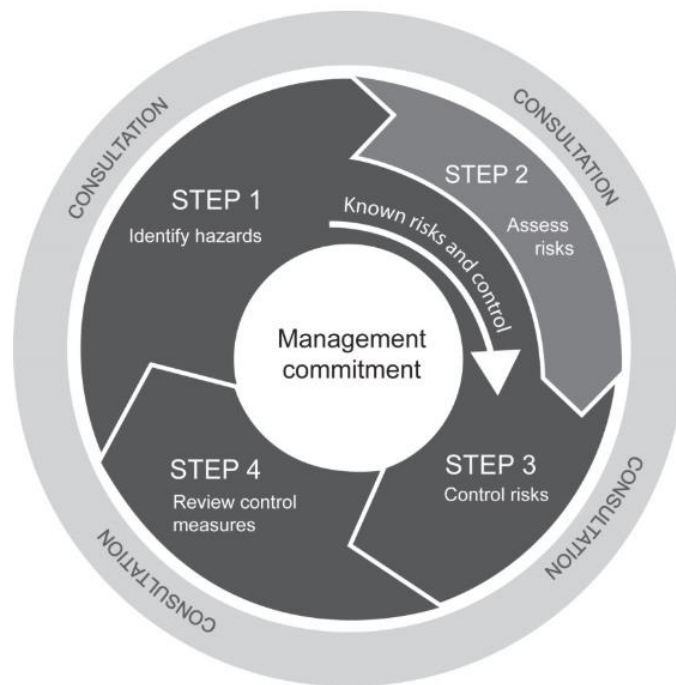 CONSULTATION
CONSULTATION
STEP 1
Identify hazards
STEP 2
Assess
risks
Known risks and control
Management
commitment
STEP 4
Review control
measures
STEP 3
Control risks
CONSULTATION
CONSULTATION